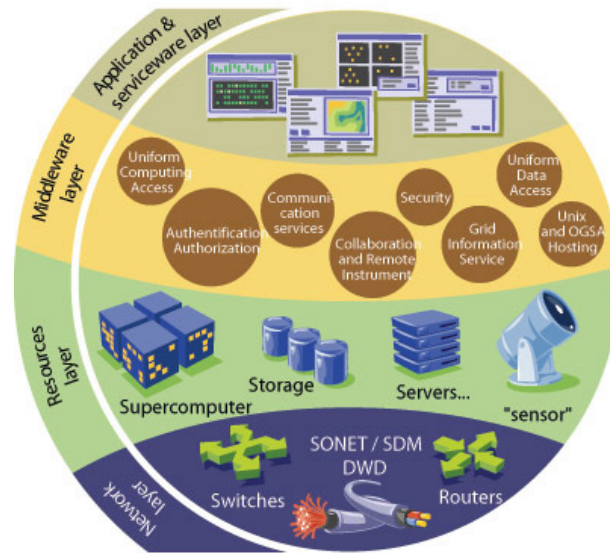 Application &
serviceware layer
Middleware
layer
Uniform
Computing
Access
Authentification
Authorization
Communi-
cation
services
Collaboration
and Remote
Instrument
Security
Grid
Information
Service
Uniform
Data
Access
Unix
and OGSA
Hosting
Resources
layer
Supercomputer
Storage
Servers...
"sensor"
Network
layer
SONET / SDM
DWD
Switches
Routers